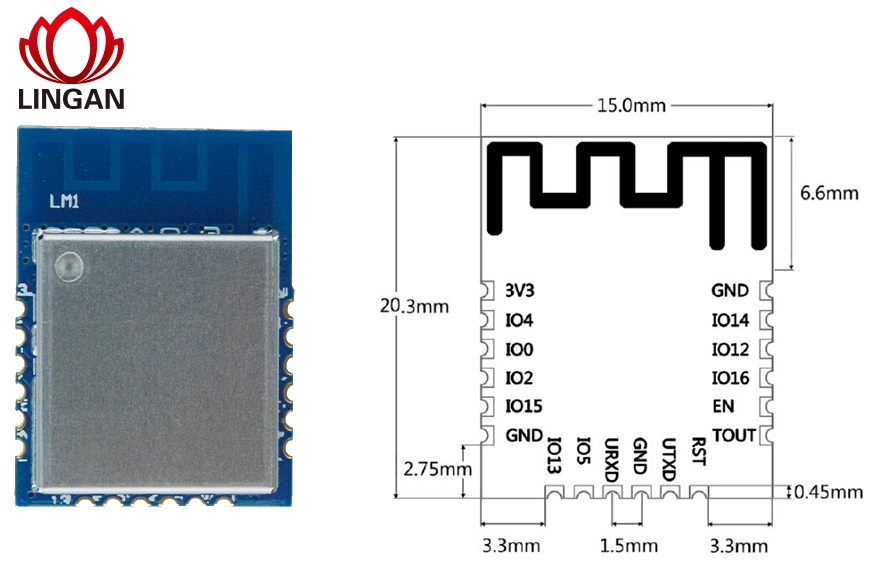 LINGAN
LM1
15.0mm
6.6mm
20.3mm
3V3
IO4
IO0
IO2
IO15
GND
GND
IO14
IO12
IO16
EN
TOUT
IO13
IO5
URXD
GND
UTXD
RST
2.75mm
0.45mm
3.3mm
1.5mm
3.3mm